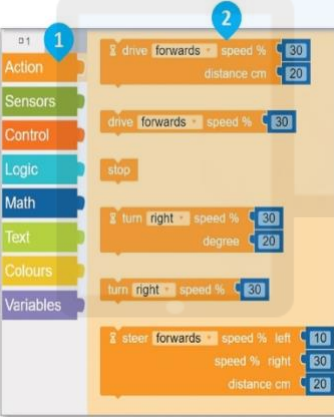 1
2
Action
Sensors
Control
Logic
Math
Text
Colours
Variables
drive forwards speed % 30
distance cm 20
drive forwards speed % 30
stop
turn right speed % 30
degree 20
turn right speed % 30
steer forwards speed % left 10
speed % right 30
distance cm 20